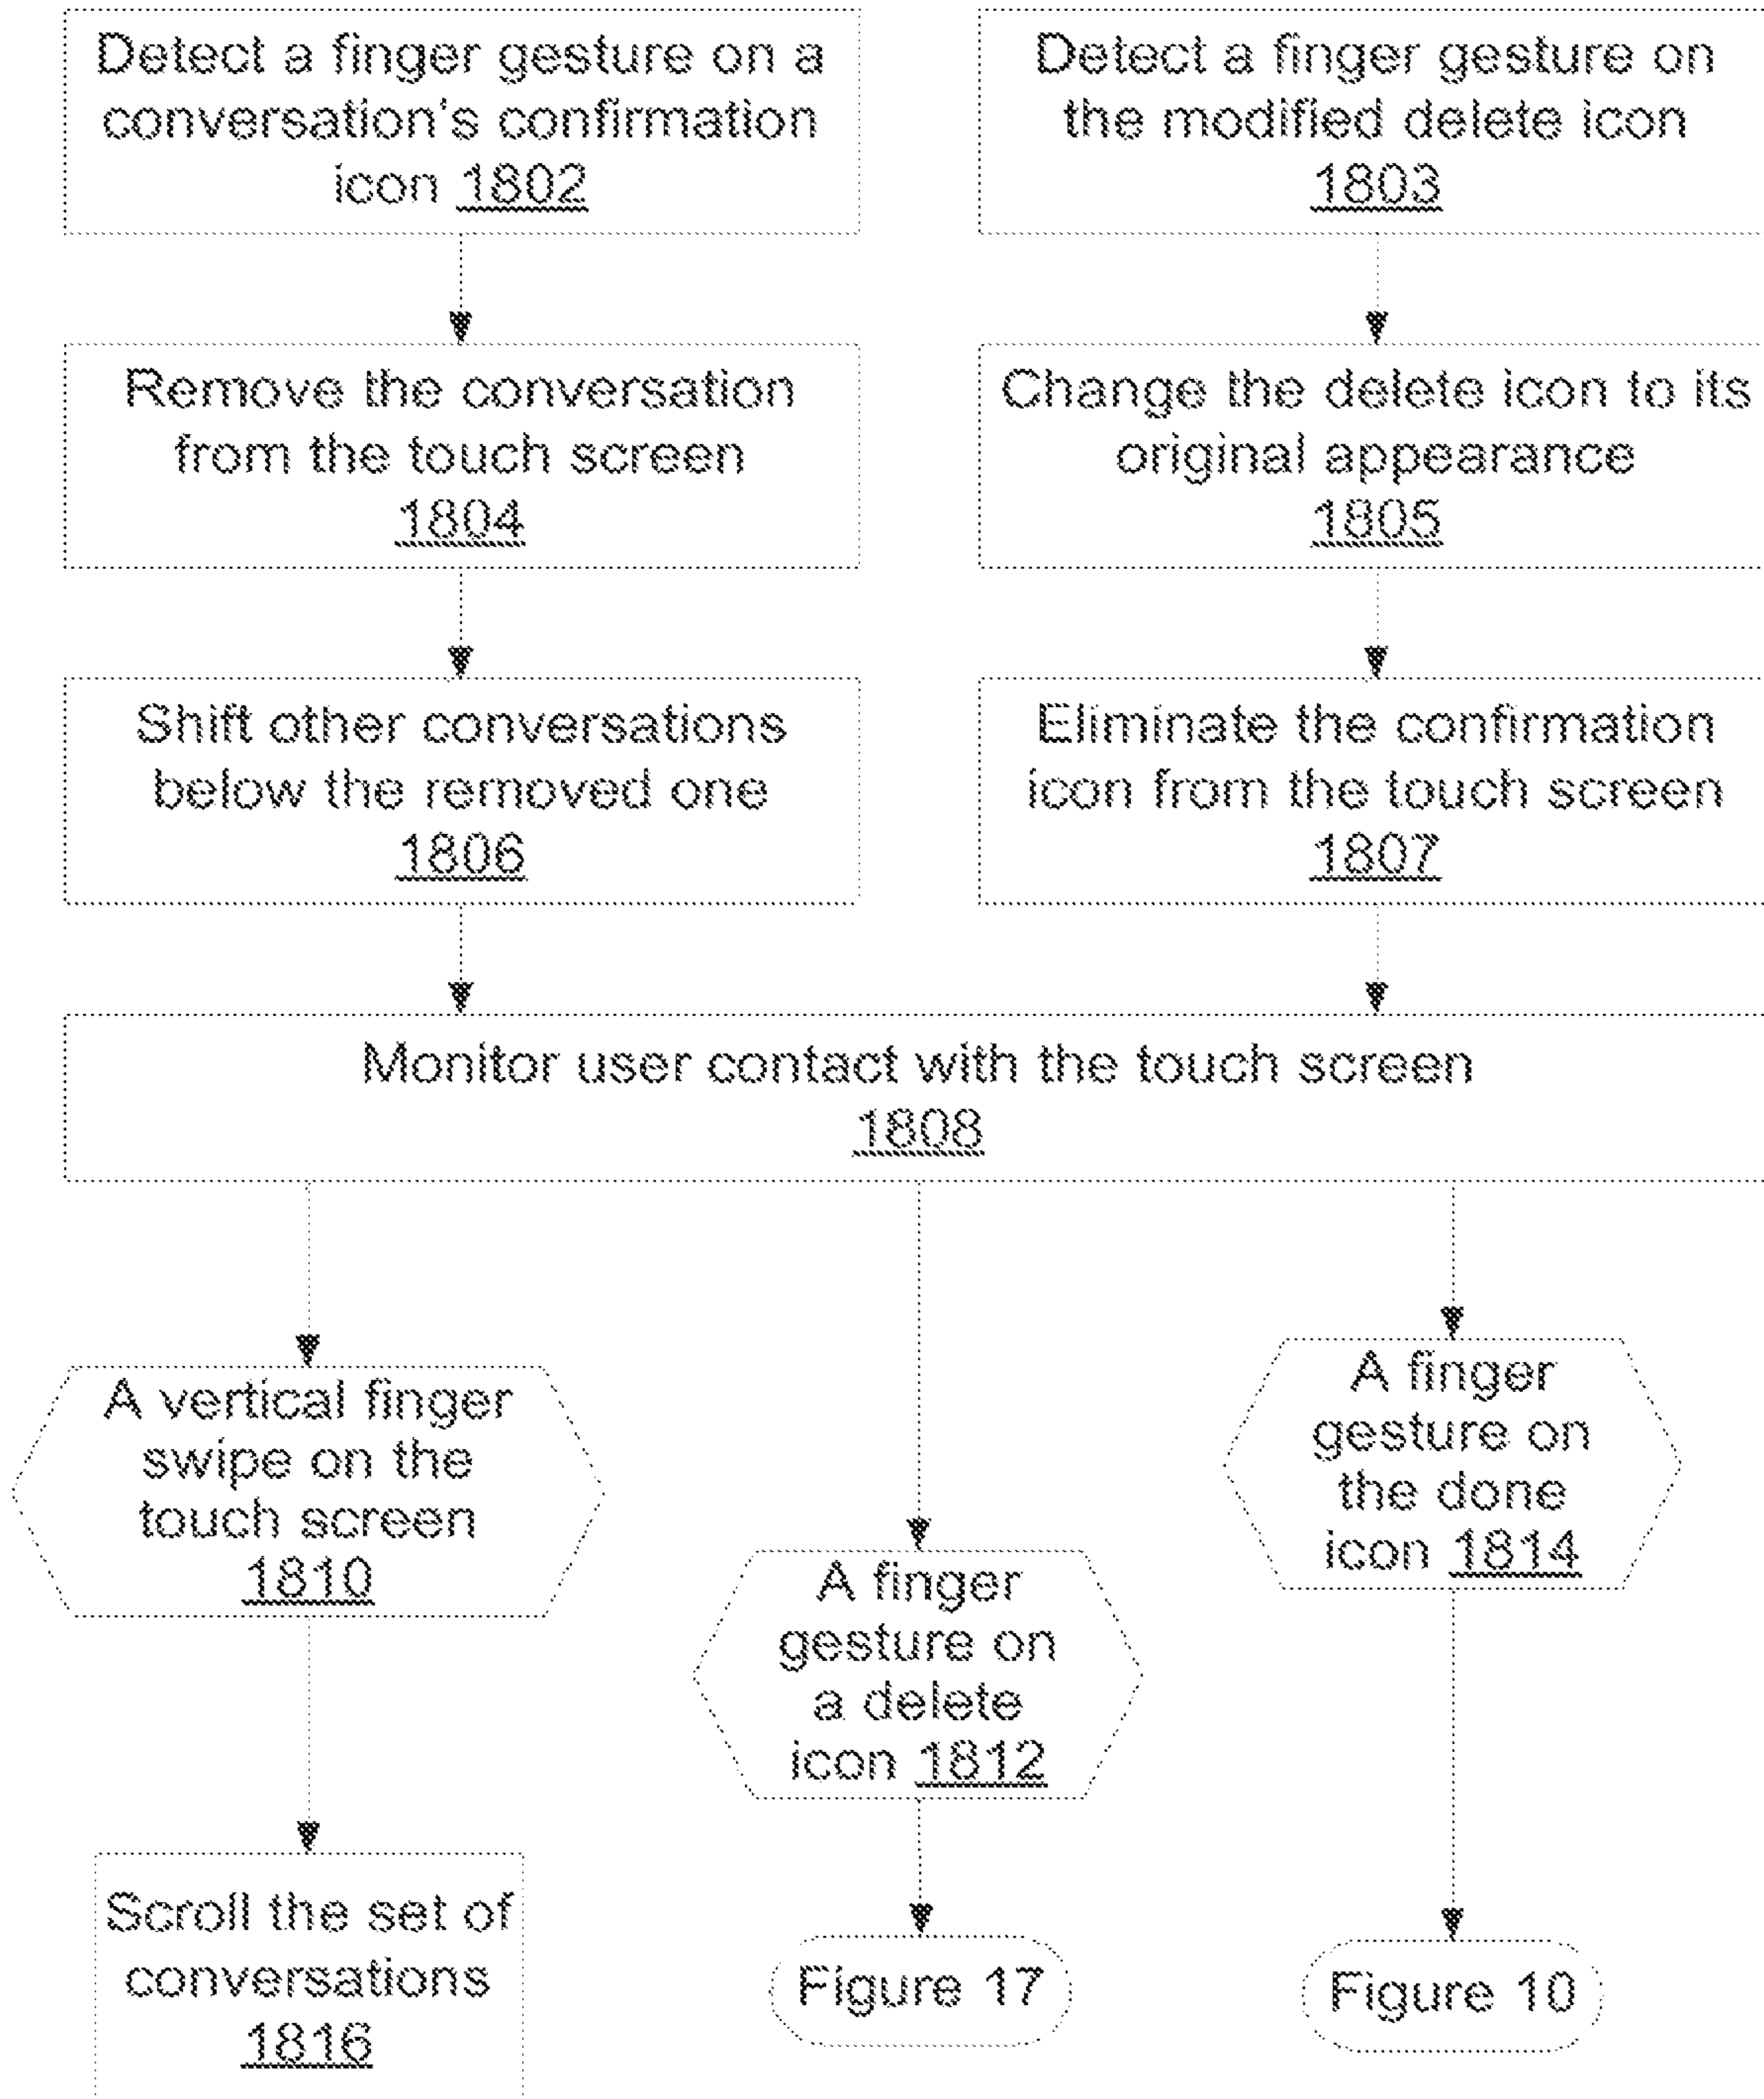 Detect a finger gesture on a
conversation's confirmation
icon 1802
Detect a finger gesture on
the modified delete icon
1803
Remove the conversation
from the touch screen
1804
Change the delete icon to its
original appearance
1805
Shift other conversations
below the removed one
1806
Eliminate the confirmation
icon from the touch screen
1807
Monitor user contact with the touch screen
1808
A vertical finger
swipe on the
touch screen
1810
A finger
gesture on
a delete
icon 1812
A finger
gesture on
the done
icon 1814
Scroll the set of
conversations
1816
Figure 17
Figure 10